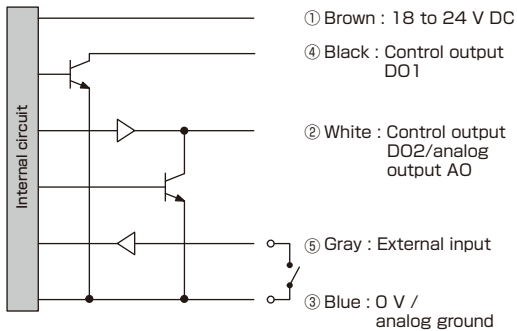 Internal circuit
① Brown : 18 to 24 V DC
④ Black : Control output
DO1
② White : Control output
DO2/analog
output AO
⑤ Gray : External input
③ Blue : 0 V /
analog ground